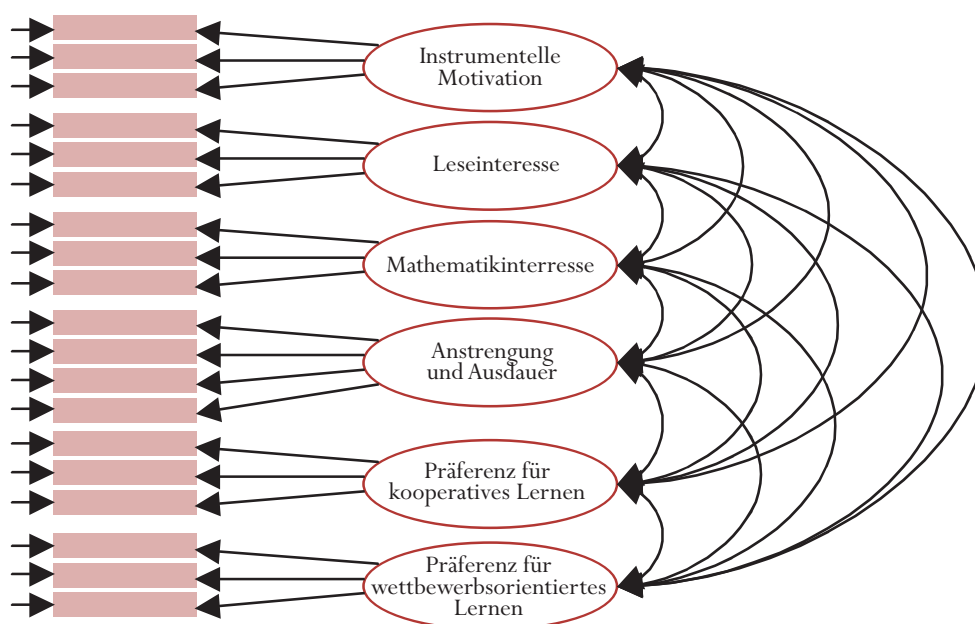 Instrumentelle
Motivation
Leseinteresse
Mathematikinterresse
Anstrengung
und Ausdauer
Präferenz für
kooperatives Lernen
Präferenz für
wettbewerbsorientiertes
Lernen